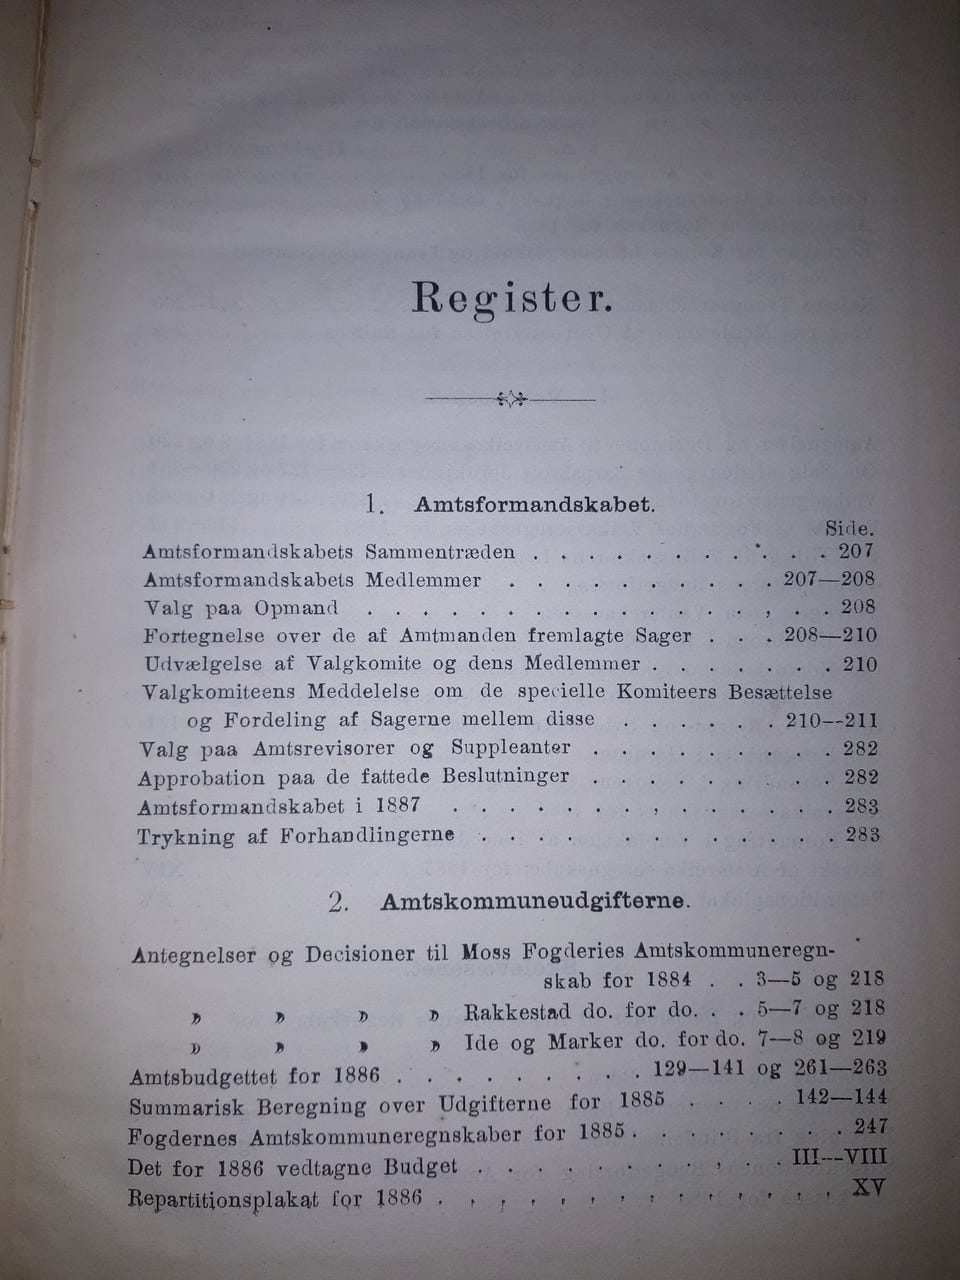 Register.
1. Amtsformandskabet.
Side.
Amtsformandskabets Sammentræden . . . . . . . . . . . 207
Amtsformandskabets Medlemmer . . . . . . . . . . 207—208
Valg paa Opmand . . . . . . . . . . . . . . . . . 208
Fortegnelse over de af Amtmanden fremlagte Sager . . . 208—210
Udvælgelse af Valgkomite og dens Medlemmer . . . . . . . 210
Valgkomiteens Meddelelse om de specielle Komiteers Besættelse
og Fordeling af Sagerne mellem disse . . . . . . 210—211
Valg paa Amtsrevisorer og Suppleanter . . . . . . . . . 282
Approbation paa de fattede Beslutninger . . . . . . . . . 282
Amtsformandskabet i 1887 . . . . . . . . . . . . . . 283
Trykning af Forhandlingerne . . . . . . . . . . . . . 283
2. Amtskommuneudgifterne.
Antegnelser og Decisioner til Moss Fogderies Amtskommuneregn-
skab for 1884 . . 3—5 og 218
„ „ „ „ Rakkestad do. for do. . . 5—7 og 218
„ „ „ „ Ide og Marker do. for do. 7—8 og 219
Amtsbudgettet for 1886 . . . . . . . . . 129—141 og 261—263
Summarisk Beregning over Udgifterne for 1885 . . . . 142—144
Fogdernes Amtskommuneregnskaber for 1885 . . . . . . . . 247
Det for 1886 vedtagne Budget . . . . . . . . . . . III—VIII
Repartitionsplakat for 1886 . . . . . . . . . . . . . . XV